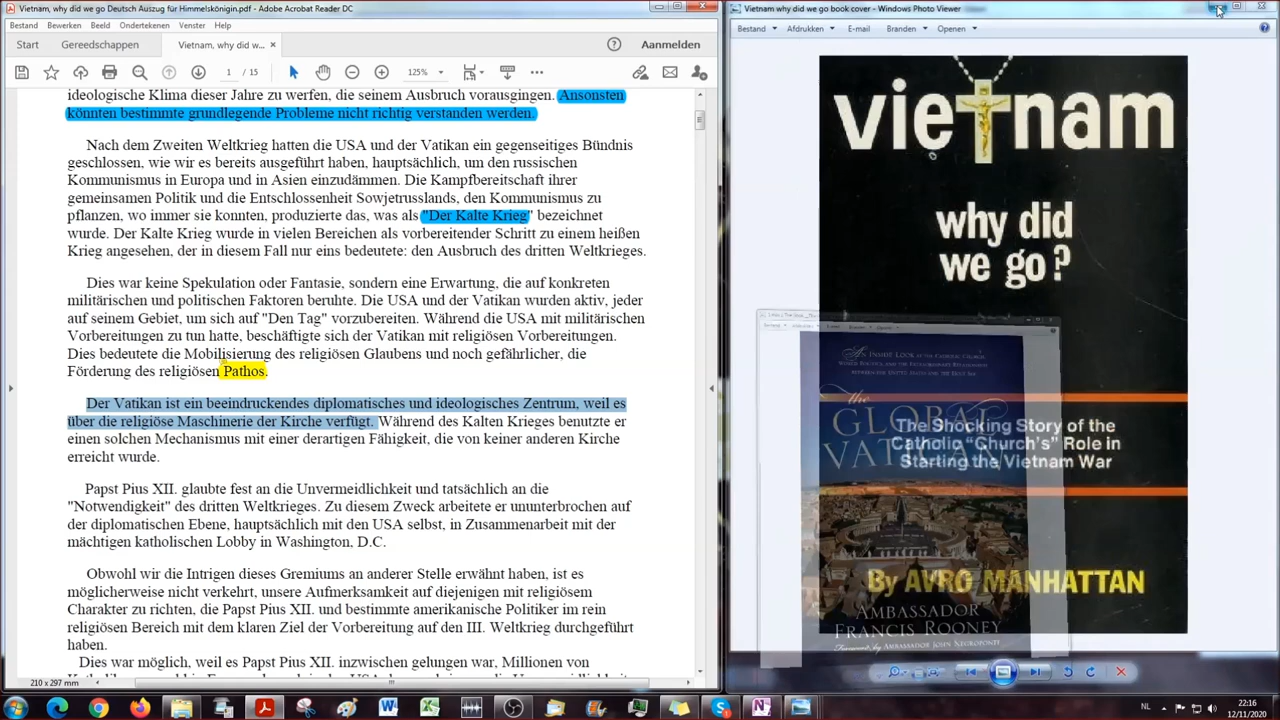 Vietnam, why did we go Deutsch Auszug für Himmelskönigin.pdf - Adobe Acrobat Reader DC
Bestand Bewerken Beeld Ondertekenen Venster Help
Start Gereedschappen Vietnam, why did w... × Anmelden
1 / 15 125%
ideologische Klima dieser Jahre zu werfen, die seinem Ausbruch vorausgingen. Ansonsten
könnten bestimmte grundlegende Probleme nicht richtig verstanden werden.
Nach dem Zweiten Weltkrieg hatten die USA und der Vatikan ein gegenseitiges Bündnis
geschlossen, wie wir es bereits ausgeführt haben, hauptsächlich, um den russischen
Kommunismus in Europa und in Asien einzudämmen. Die Kampfbereitschaft ihrer
gemeinsamen Politik und die Entschlossenheit Sowjetrusslands, den Kommunismus zu
pflanzen, wo immer sie konnten, produzierte das, was als "Der Kalte Krieg" bezeichnet
wurde. Der Kalte Krieg wurde in vielen Bereichen als vorbereitender Schritt zu einem heißen
Krieg angesehen, der in diesem Fall nur eins bedeutete: den Ausbruch des dritten Weltkrieges.
Dies war keine Spekulation oder Fantasie, sondern eine Erwartung, die auf konkreten
militärischen und politischen Faktoren beruhte. Die USA und der Vatikan wurden aktiv, jeder
auf seinem Gebiet, um sich auf "Den Tag" vorzubereiten. Während die USA mit militärischen
Vorbereitungen zu tun hatte, beschäftigte sich der Vatikan mit religiösen Vorbereitungen.
Dies bedeutete die Mobilisierung des religiösen Glaubens und noch gefährlicher, die
Förderung des religiösen Pathos.
Der Vatikan ist ein beeindruckendes diplomatisches und ideologisches Zentrum, weil es
über die religiöse Maschinerie der Kirche verfügt. Während des Kalten Krieges benutzte er
einen solchen Mechanismus mit einer derartigen Fähigkeit, die von keiner anderen Kirche
erreicht wurde.
Papst Pius XII. glaubte fest an die Unvermeidlichkeit und tatsächlich an die
"Notwendigkeit" des dritten Weltkrieges. Zu diesem Zweck arbeitete er ununterbrochen auf
der diplomatischen Ebene, hauptsächlich mit den USA selbst, in Zusammenarbeit mit der
mächtigen katholischen Lobby in Washington, D.C.
Obwohl wir die Intrigen dieses Gremiums an anderer Stelle erwähnt haben, ist es
möglicherweise nicht verkehrt, unsere Aufmerksamkeit auf diejenigen mit religiösem
Charakter zu richten, die Papst Pius XII. und bestimmte amerikanische Politiker im rein
religiösen Bereich mit dem klaren Ziel der Vorbereitung auf den III. Weltkrieg durchgeführt
haben.
Dies war möglich, weil es Papst Pius XII. inzwischen gelungen war, Millionen von
210 x 297 mm
Vietnam why did we go book cover - Windows Photo Viewer
Bestand Afdrukken E-mail Branden Openen
vietnam
why did
we go?
The Shocking Story of the
Catholic "Church's" Role in
Starting the Vietnam War
By AVRO MANHATTAN
AN INSIDE LOOK AT THE CATHOLIC CHURCH
the
GLOBAL
VATICAN
AMBASSADOR
FRANCIS ROONEY
Foreword by AMBASSADOR JOHN NEGROPONTE
NL
22:16
12/11/2020